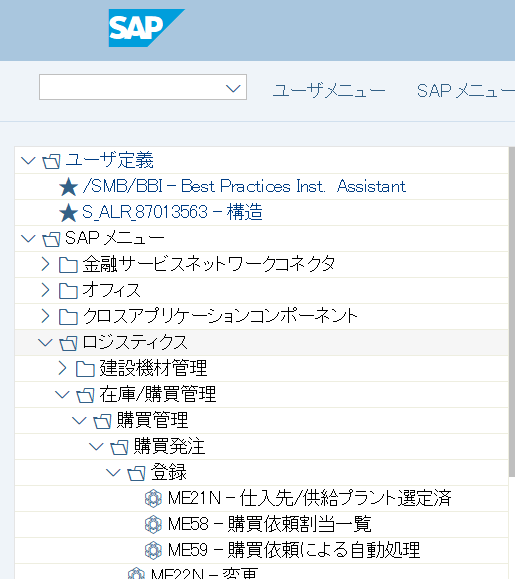 SAP
ユーザメニュー SAP メニュー
ユーザ定義
/SMB/BBI - Best Practices Inst. Assistant
S_ALR_87013563 - 構造
SAP メニュー
金融サービスネットワークコネクタ
オフィス
クロスアプリケーションコンポーネント
ロジスティクス
建設機材管理
在庫/購買管理
購買管理
購買発注
登録
ME21N - 仕入先/供給プラント選定済
ME58 - 購買依頼割当一覧
ME59 - 購買依頼による自動処理
ME22N - 変更